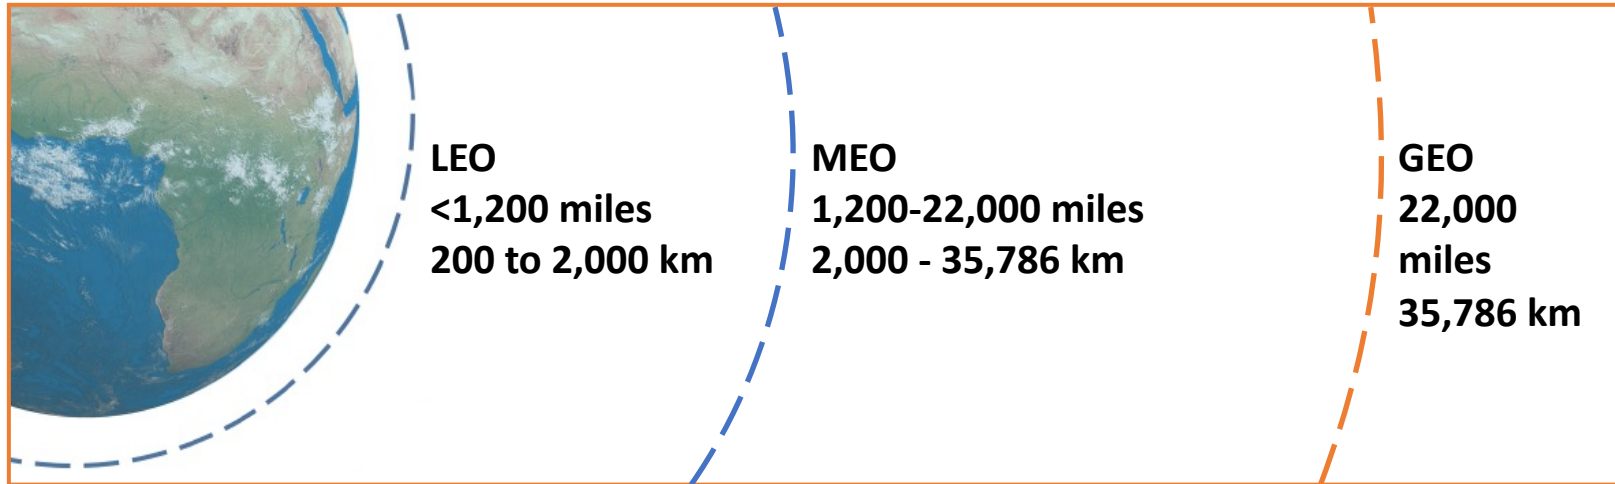 LEO
<1,200 miles
200 to 2,000 km
MEO
1,200-22,000 miles
2,000 - 35,786 km
GEO
22,000
miles
35,786 km